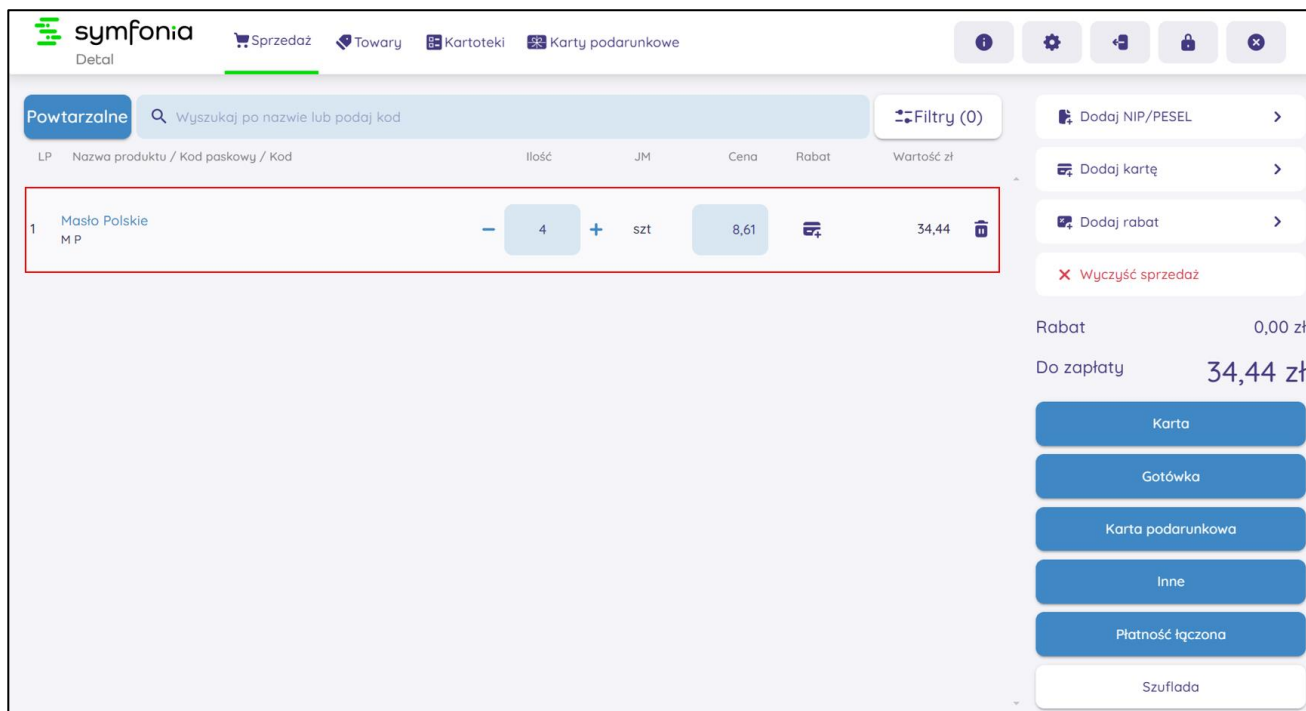 symfonia
Detal
Sprzedaż Towary Kartoteki Karty podarunkowe
Powtarzalne Wyszukaj po nazwie lub podaj kod Filtry (0)
LP Nazwa produktu / Kod paskowy / Kod Ilość JM Cena Rabat Wartość zł
1 Masło Polskie − 4 + szt 8,61 34,44
M P
Dodaj NIP/PESEL
Dodaj kartę
Dodaj rabat
Wyczyść sprzedaż
Rabat 0,00 zł
Do zapłaty 34,44 zł
Karta
Gotówka
Karta podarunkowa
Inne
Płatność łączona
Szuflada